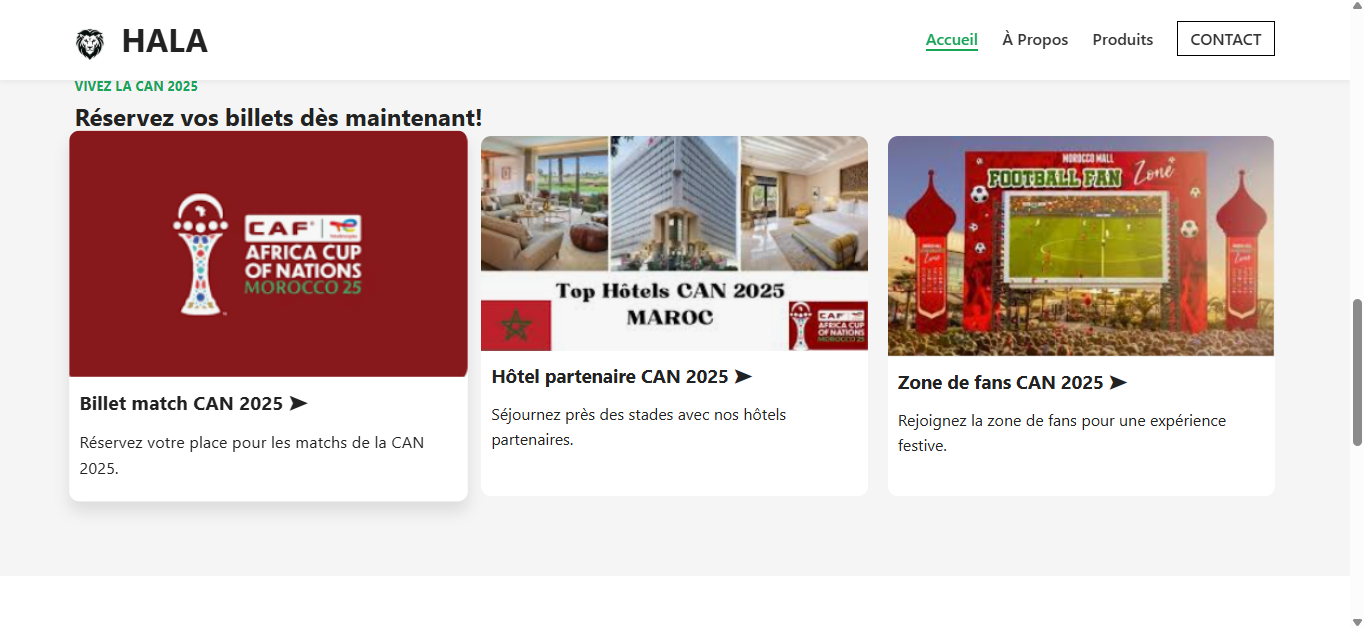 HALA
Accueil
À Propos
Produits
CONTACT
VIVEZ LA CAN 2025
Réservez vos billets dès maintenant!
CAF
AFRICA CUP
OF NATIONS
MOROCCO 25
Billet match CAN 2025 ➤
Réservez votre place pour les matchs de la CAN
2025.
Top Hôtels CAN 2025
MAROC
CAF
AFRICA CUP
OF NATIONS
MOROCCO 25
Hôtel partenaire CAN 2025 ➤
Séjournez près des stades avec nos hôtels
partenaires.
MOROCCO MALL
FOOTBALL FAN Zone
Zone de fans CAN 2025 ➤
Rejoignez la zone de fans pour une expérience
festive.